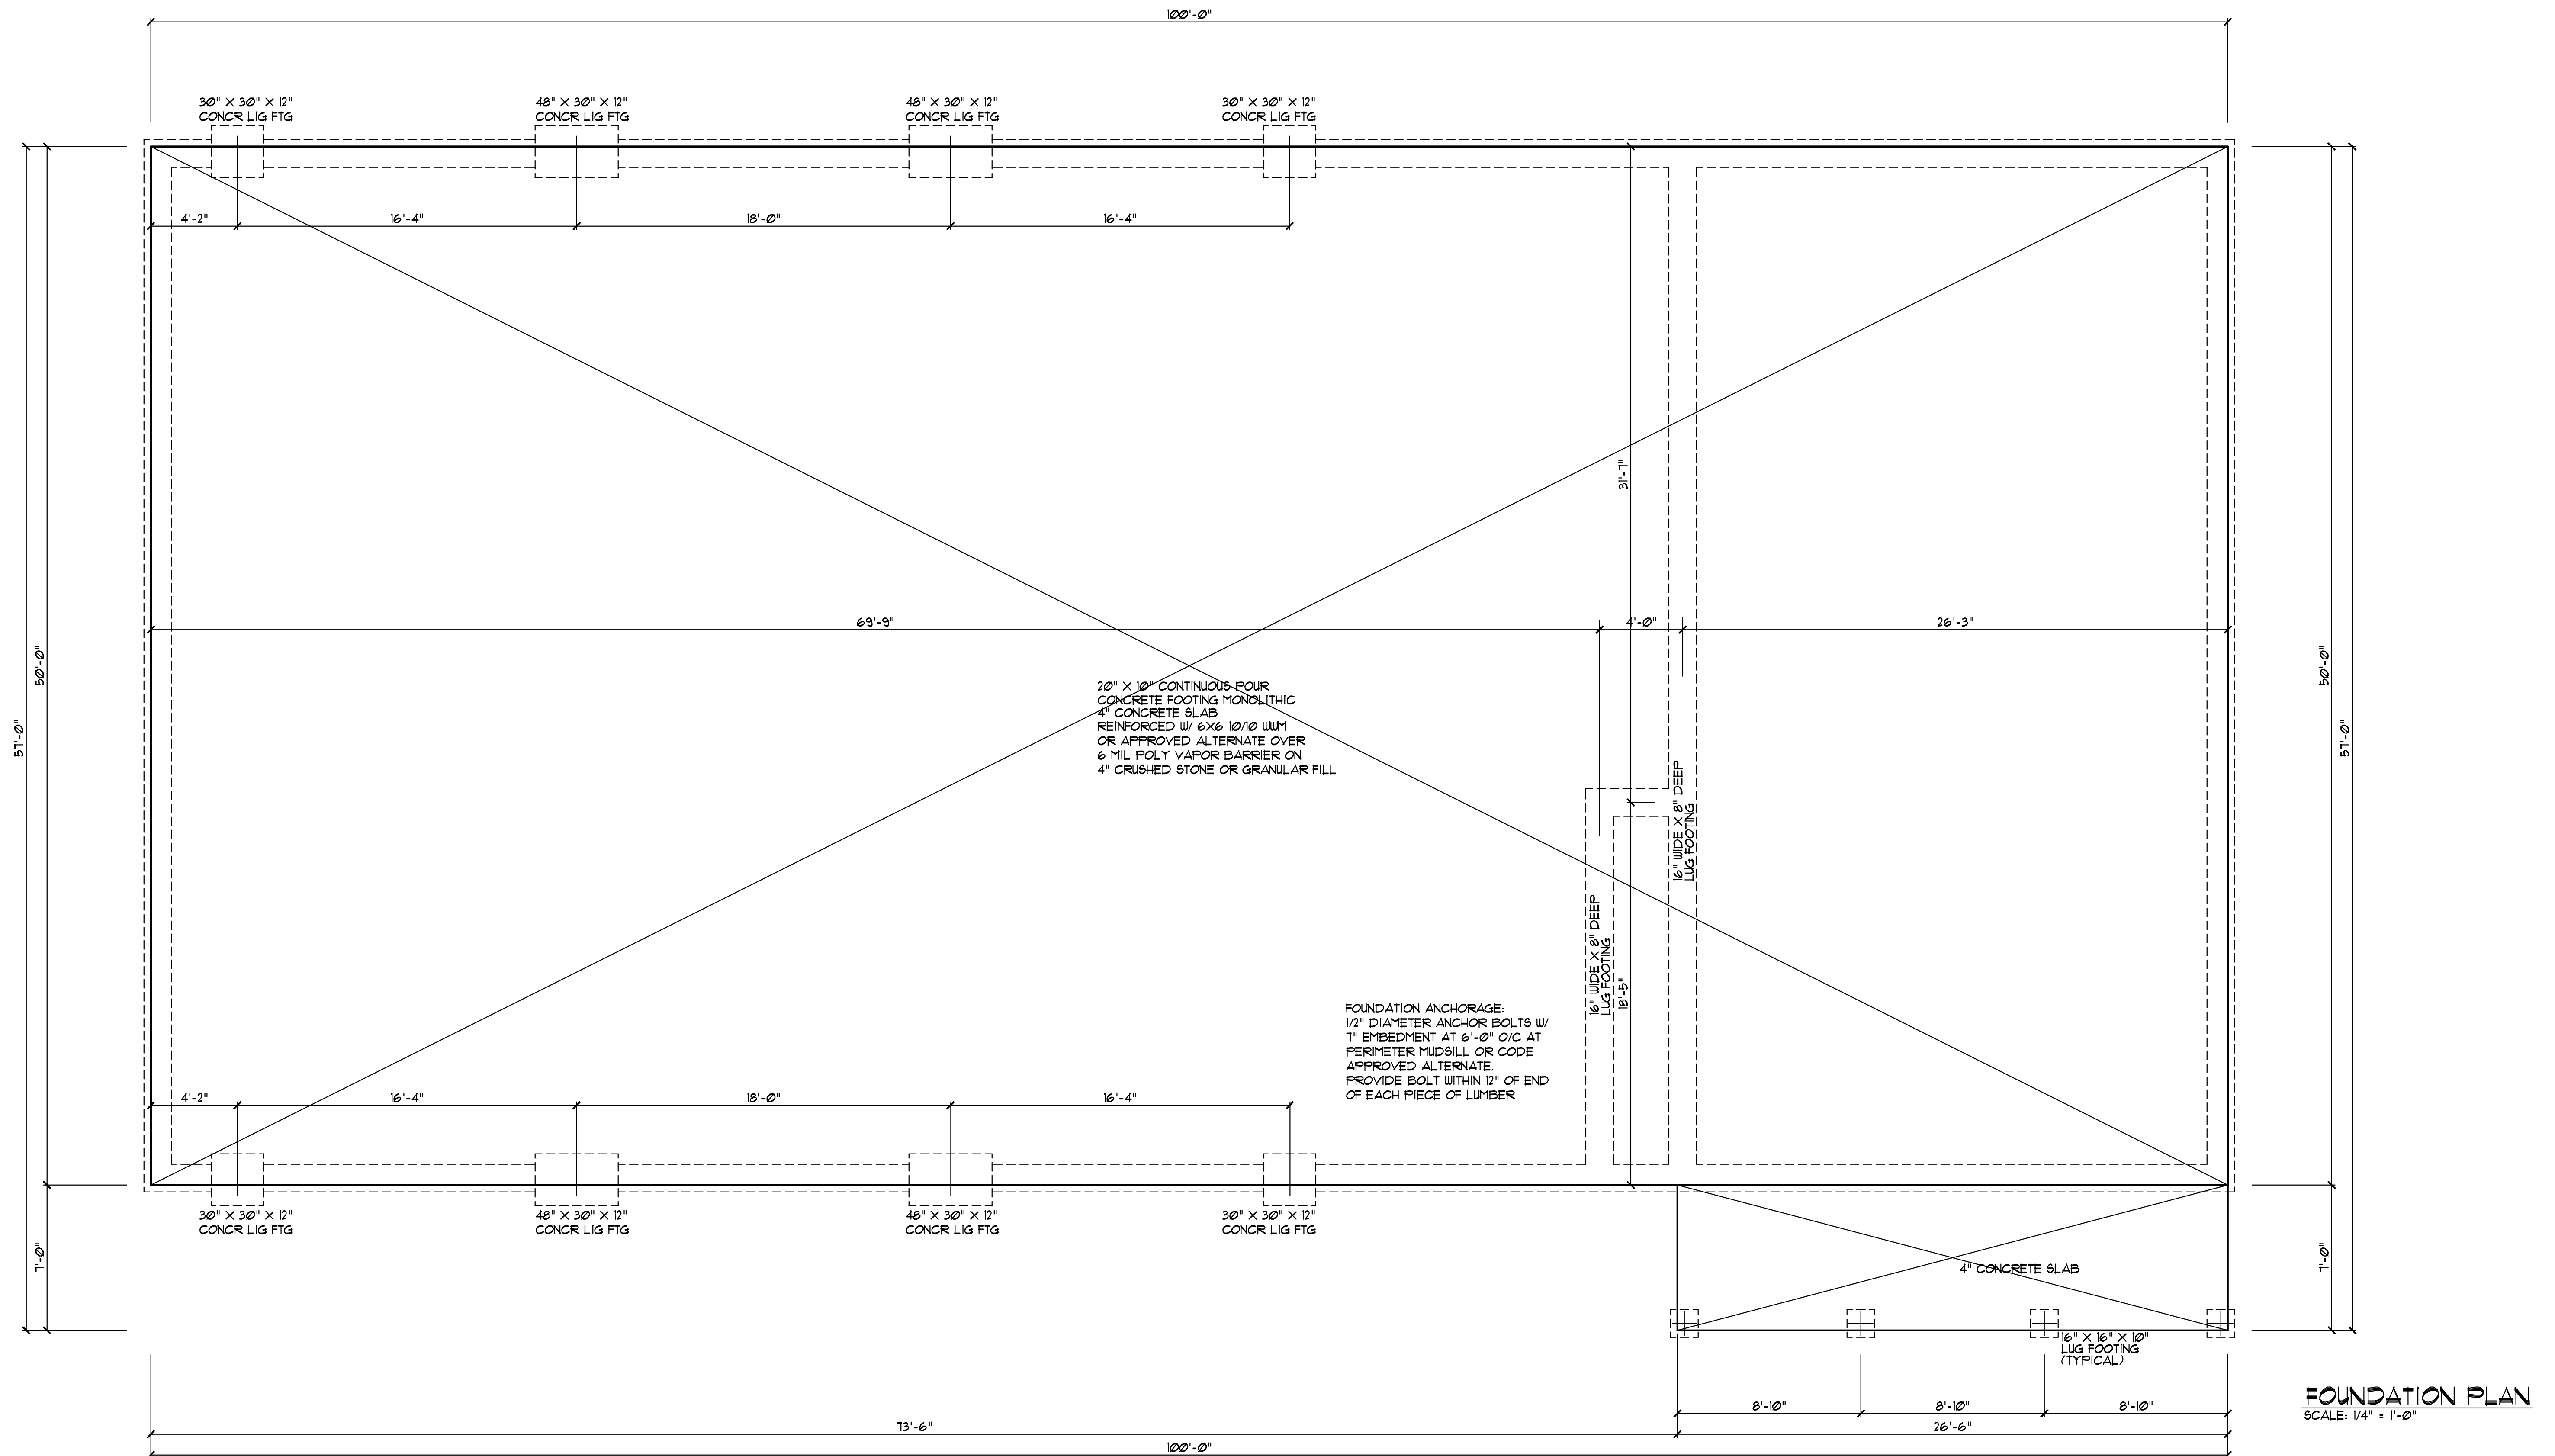 100'-0"
30" X 30" X 12"
CONCR LIG FTG
48" X 30" X 12"
CONCR LIG FTG
48" X 30" X 12"
CONCR LIG FTG
30" X 30" X 12"
CONCR LIG FTG
4'-2"
16'-4"
18'-0"
16'-4"
31'-7"
69'-9"
4'-0"
26'-3"
50'-0"
57'-0"
50'-0"
57'-0"
20" X 10" CONTINUOUS POUR
CONCRETE FOOTING MONOLITHIC
4" CONCRETE SLAB
REINFORCED W/ 6X6 10/10 WWM
OR APPROVED ALTERNATE OVER
6 MIL POLY VAPOR BARRIER ON
4" CRUSHED STONE OR GRANULAR FILL
16" WIDE X 8" DEEP
LUG FOOTING
16" WIDE X 8" DEEP
LUG FOOTING
18'-5"
FOUNDATION ANCHORAGE:
1/2" DIAMETER ANCHOR BOLTS W/
7" EMBEDMENT AT 6'-0" O/C AT
PERIMETER MUDSILL OR CODE
APPROVED ALTERNATE.
PROVIDE BOLT WITHIN 12" OF END
OF EACH PIECE OF LUMBER
4'-2"
16'-4"
18'-0"
16'-4"
30" X 30" X 12"
CONCR LIG FTG
48" X 30" X 12"
CONCR LIG FTG
48" X 30" X 12"
CONCR LIG FTG
30" X 30" X 12"
CONCR LIG FTG
7'-0"
7'-0"
4" CONCRETE SLAB
16" X 16" X 10"
LUG FOOTING
(TYPICAL)
8'-10"
8'-10"
8'-10"
73'-6"
26'-6"
100'-0"
FOUNDATION PLAN
SCALE: 1/4" = 1'-0"